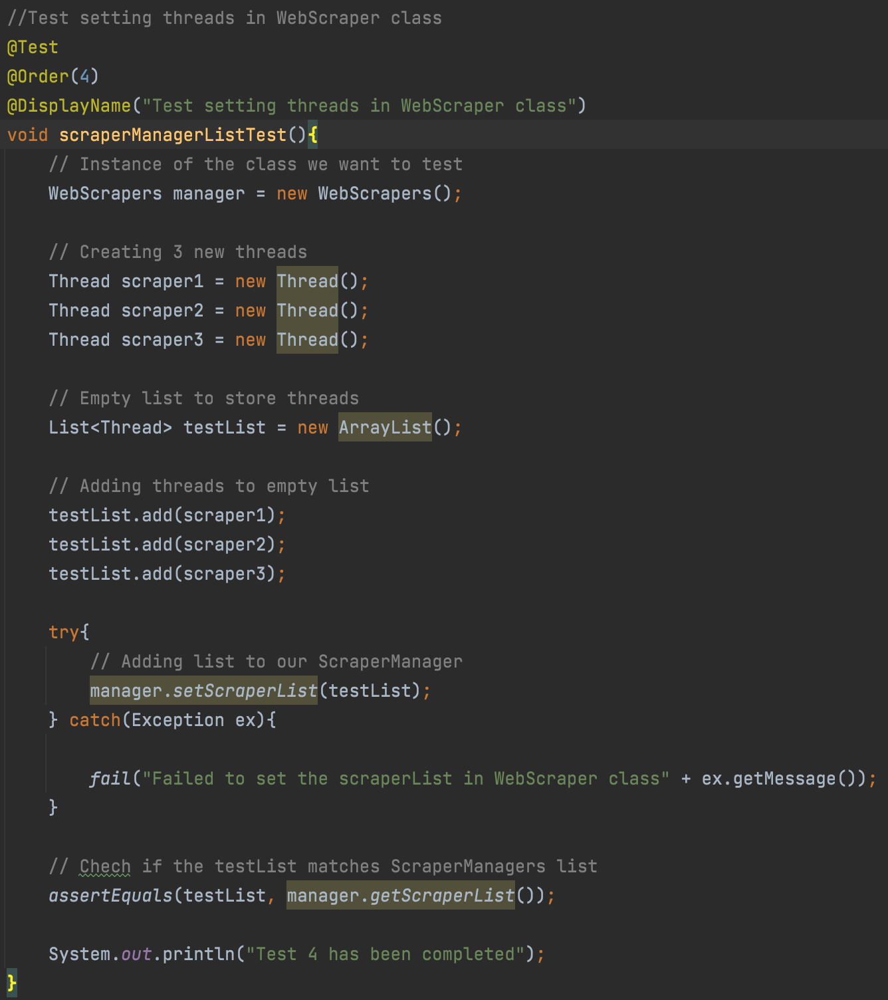 //Test setting threads in WebScraper class
@Test
@Order(4)
@DisplayName("Test setting threads in WebScraper class")
void scraperManagerListTest(){
    // Instance of the class we want to test
    WebScrapers manager = new WebScrapers();

    // Creating 3 new threads
    Thread scraper1 = new Thread();
    Thread scraper2 = new Thread();
    Thread scraper3 = new Thread();

    // Empty list to store threads
    List<Thread> testList = new ArrayList();

    // Adding threads to empty list
    testList.add(scraper1);
    testList.add(scraper2);
    testList.add(scraper3);

    try{
        // Adding list to our ScraperManager
        manager.setScraperList(testList);
    } catch(Exception ex){

        fail("Failed to set the scraperList in WebScraper class" + ex.getMessage());
    }

    // Chech if the testList matches ScraperManagers list
    assertEquals(testList, manager.getScraperList());

    System.out.println("Test 4 has been completed");
}